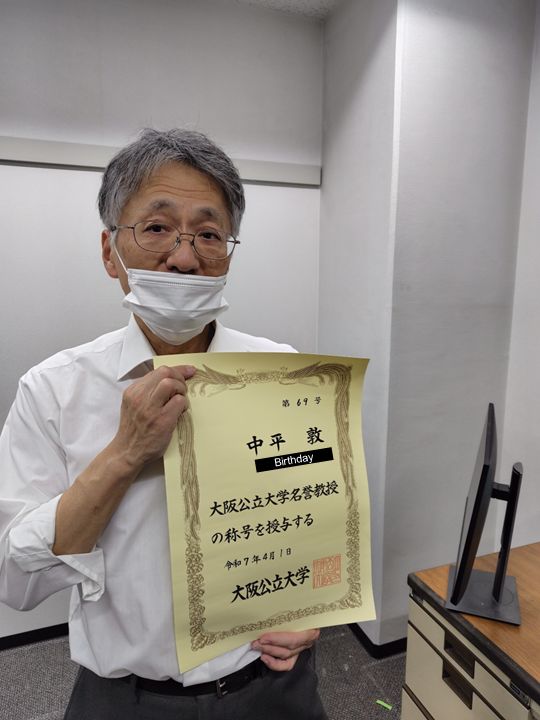 第69号
中平 敦
Birthday
大阪公立大学名誉教授
の称号を授与する
令和7年4月1日
大阪公立大学